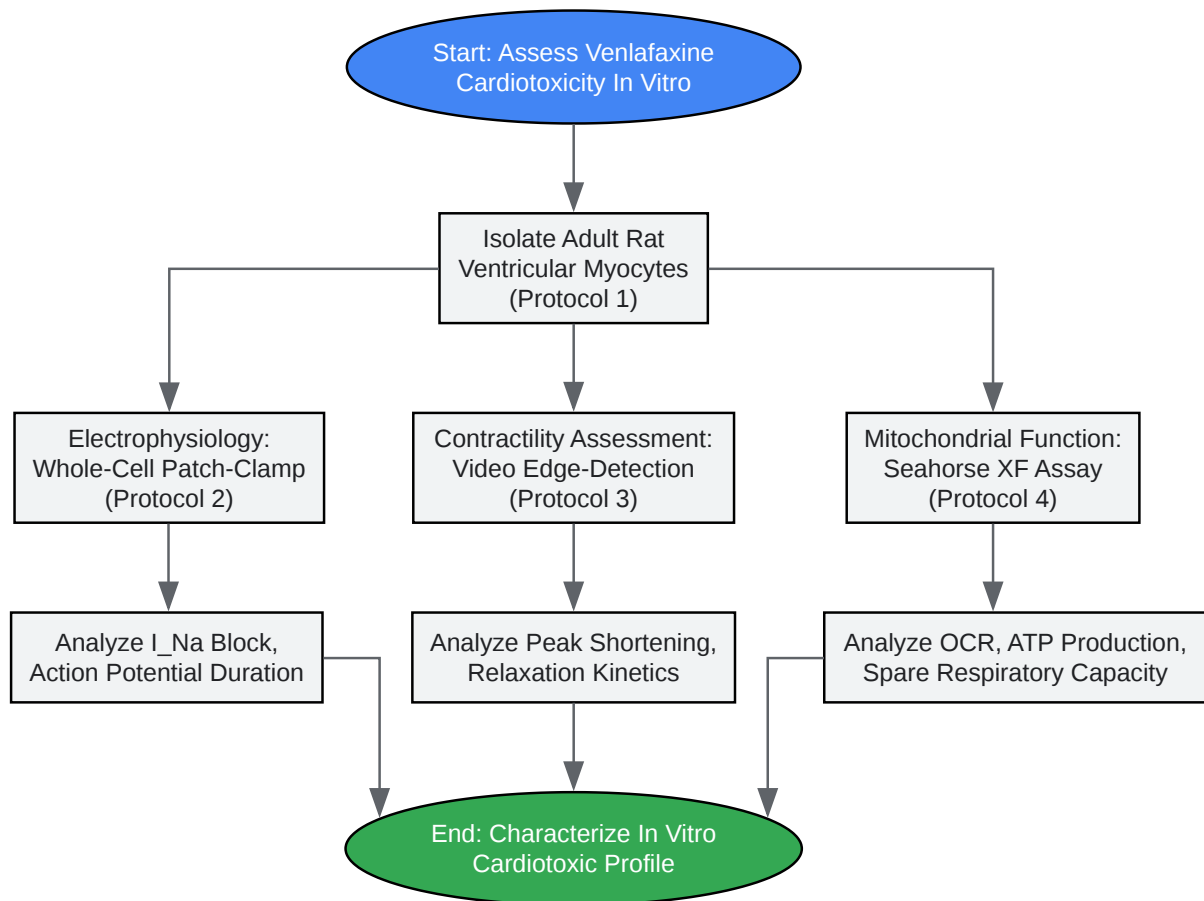 Start: Assess Venlafaxine
Cardiotoxicity In Vitro
Isolate Adult Rat
Ventricular Myocytes
(Protocol 1)
Electrophysiology:
Whole-Cell Patch-Clamp
(Protocol 2)
Contractility Assessment:
Video Edge-Detection
(Protocol 3)
Mitochondrial Function:
Seahorse XF Assay
(Protocol 4)
Analyze I_Na Block,
Action Potential Duration
Analyze Peak Shortening,
Relaxation Kinetics
Analyze OCR, ATP Production,
Spare Respiratory Capacity
End: Characterize In Vitro
Cardiotoxic Profile